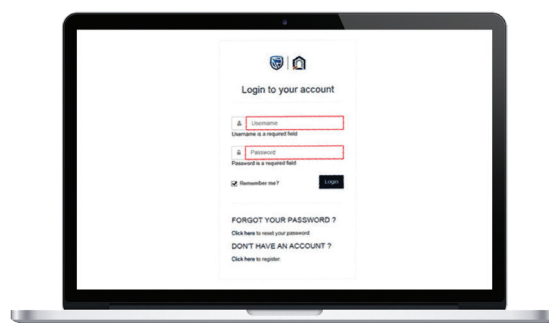 Login to your account
Username
Username is a required field
Password
Password is a required field
Remember me?
Login
FORGOT YOUR PASSWORD ?
Click here to reset your password
DON'T HAVE AN ACCOUNT ?
Click here to register.